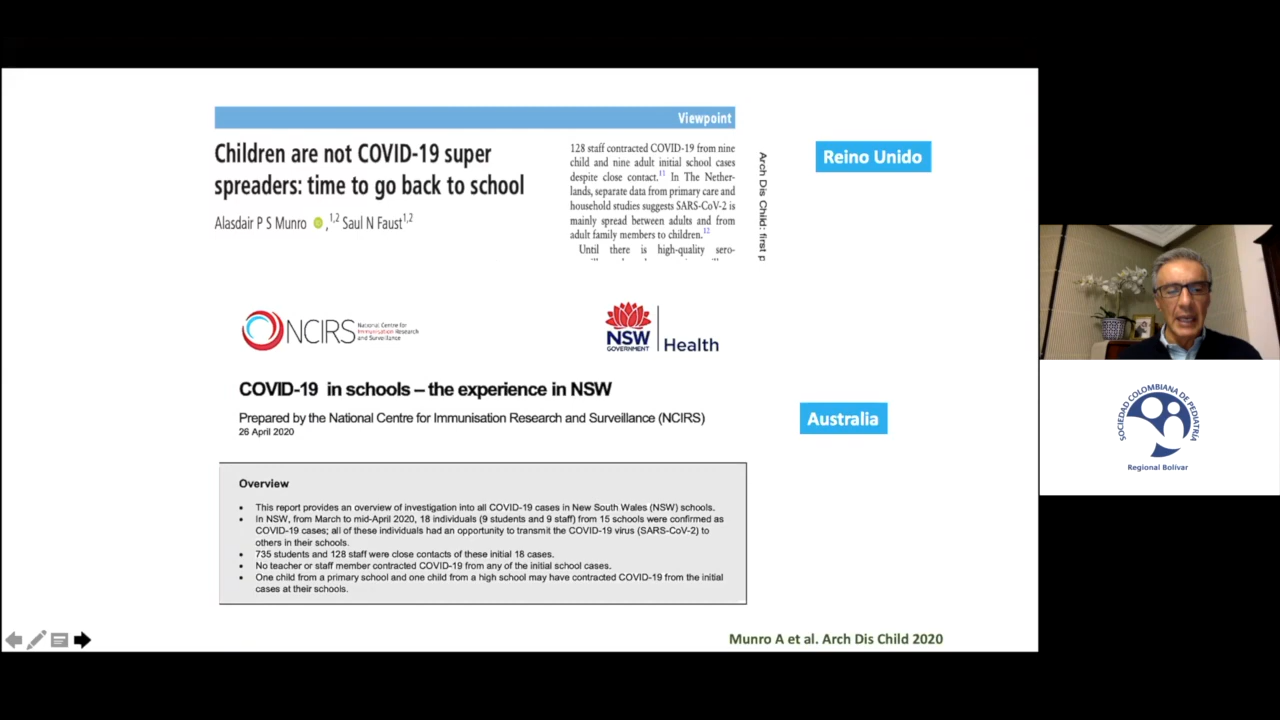 Viewpoint
Children are not COVID-19 super
spreaders: time to go back to school
Alasdair P S Munro ,1,2 Saul N Faust1,2
128 staff contracted COVID-19 from nine
child and nine adult initial school cases
despite close contact.11 In The Nether-
lands, separate data from primary care and
household studies suggests SARS-CoV-2 is
mainly spread between adults and from
adult family members to children.12
Until there is high-quality sero-
Arch Dis Child: first p
Reino Unido
NCIRS
National Centre for
Immunisation Research
and Surveillance
NSW
GOVERNMENT
Health
COVID-19 in schools – the experience in NSW
Prepared by the National Centre for Immunisation Research and Surveillance (NCIRS)
26 April 2020
Australia
Overview
• This report provides an overview of investigation into all COVID-19 cases in New South Wales (NSW) schools.
• In NSW, from March to mid-April 2020, 18 individuals (9 students and 9 staff) from 15 schools were confirmed as
COVID-19 cases; all of these individuals had an opportunity to transmit the COVID-19 virus (SARS-CoV-2) to
others in their schools.
• 735 students and 128 staff were close contacts of these initial 18 cases.
• No teacher or staff member contracted COVID-19 from any of the initial school cases.
• One child from a primary school and one child from a high school may have contracted COVID-19 from the initial
cases at their schools.
Munro A et al. Arch Dis Child 2020
SOCIEDAD COLOMBIANA DE PEDIATRÍA
Regional Bolívar